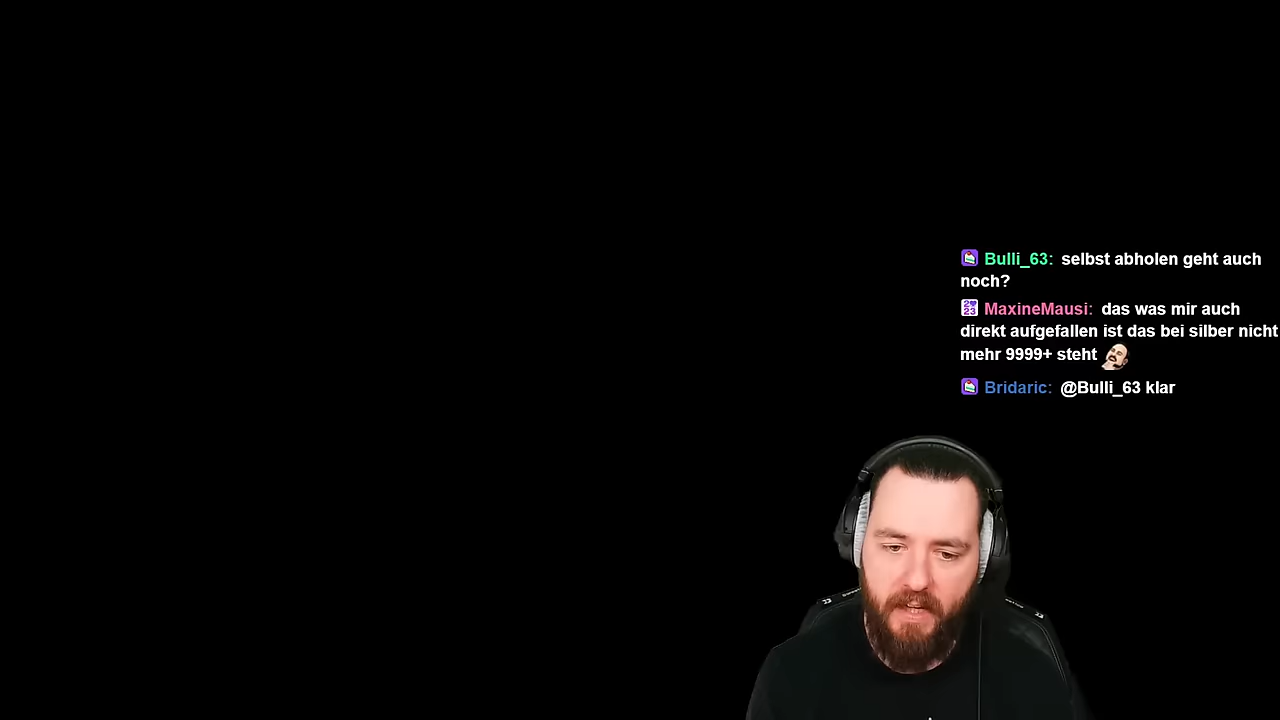 Bulli_63: selbst abholen geht auch
noch?
MaxineMausi: das was mir auch
direkt aufgefallen ist das bei silber nicht
mehr 9999+ steht
Bridaric: @Bulli_63 klar